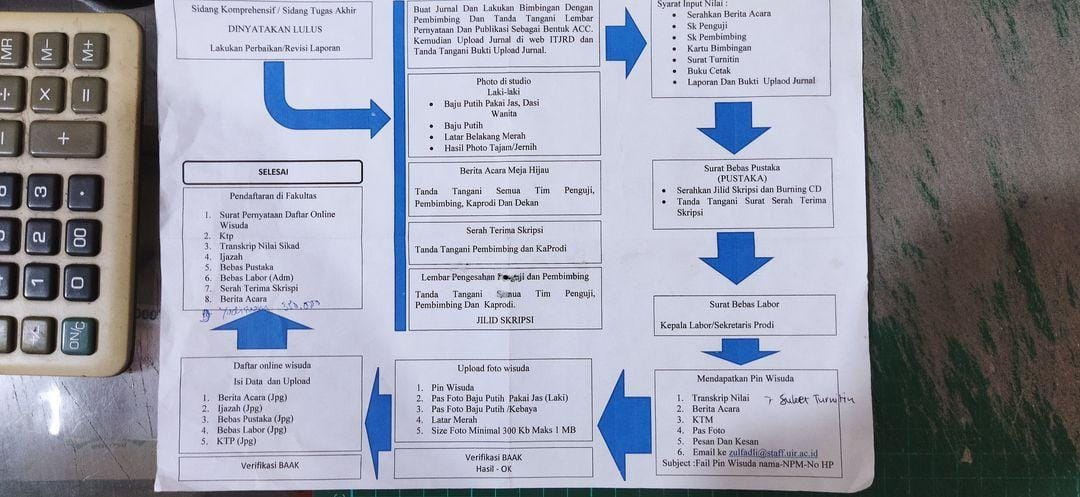 Sidang Komprehensif / Sidang Tugas Akhir
DINYATAKAN LULUS
Lakukan Perbaikan/Revisi Laporan
Buat Jurnal Dan Lakukan Bimbingan Dengan
Pembimbing Dan Tanda Tangani Lembar
Pernyataan Dan Publikasi Sebagai Bentuk ACC.
Kemudian Upload Jurnal di web ITJRD dan
Tanda Tangani Bukti Upload Jurnal.
Syarat Input Nilai :
• Serahkan Berita Acara
• Sk Penguji
• Sk Pembimbing
• Kartu Bimbingan
• Surat Turnitin
• Buku Cetak
• Laporan Dan Bukti Uplaod Jurnal
Photo di studio
Laki-laki
• Baju Putih Pakai Jas, Dasi
Wanita
• Baju Putih
• Latar Belakang Merah
• Hasil Photo Tajam/Jernih
Berita Acara Meja Hijau
Tanda Tangani Semua Tim Penguji,
Pembimbing, Kaprodi Dan Dekan
Serah Terima Skripsi
Tanda Tangani Pembimbing dan KaProdi
Lembar Pengesahan Penguji dan Pembimbing
Tanda Tangani Semua Tim Penguji,
Pembimbing Dan Kaprodi.
JILID SKRIPSI
Surat Bebas Pustaka
(PUSTAKA)
• Serahkan Jilid Skripsi dan Burning CD
• Tanda Tangani Surat Serah Terima
Skripsi
Surat Bebas Labor
Kepala Labor/Sekretaris Prodi
Mendapatkan Pin Wisuda
1. Transkrip Nilai
2. Berita Acara
3. KTM
4. Pas Foto
5. Pesan Dan Kesan
6. Email ke zulfadli@staff.uir.ac.id
Subject :Fail Pin Wisuda nama-NPM-No HP
Turnitin
Upload foto wisuda
1. Pin Wisuda
2. Pas Foto Baju Putih Pakai Jas (Laki)
3. Pas Foto Baju Putih /Kebaya
4. Latar Merah
5. Size Foto Minimal 300 Kb Maks 1 MB
Verifikasi BAAK
Hasil - OK
Daftar online wisuda
Isi Data dan Upload
1. Berita Acara (Jpg)
2. Ijazah (Jpg)
3. Bebas Pustaka (Jpg)
4. Bebas Labor (Jpg)
5. KTP (Jpg)
Verifikasi BAAK
SELESAI
Pendaftaran di Fakultas
1. Surat Pernyataan Daftar Online
Wisuda
2. Ktp
3. Transkrip Nilai Sikad
4. Ijazah
5. Bebas Pustaka
6. Bebas Labor (Adm)
7. Serah Terima Skrispi
8. Berita Acara
MR M− M+
÷ × =
− +
3 ·
2 00
1 0
+/− ON/C